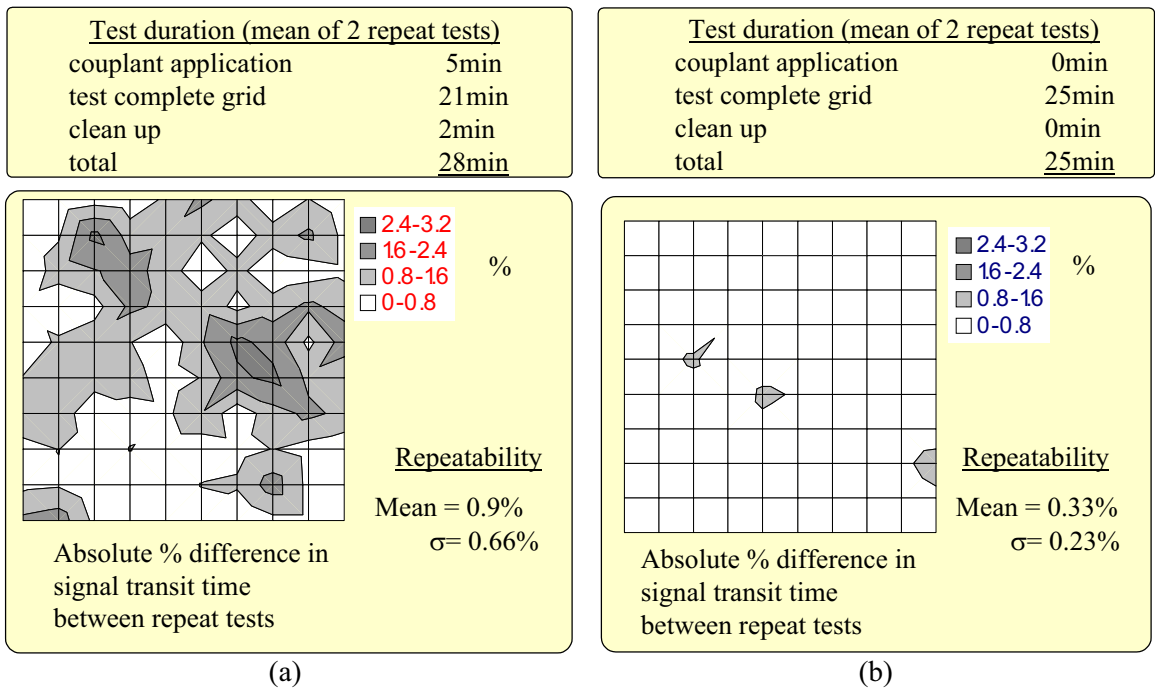 Test duration (mean of 2 repeat tests)
couplant application 5min
test complete grid 21min
clean up 2min
total 28min
2.4-3.2
1.6-2.4
0.8-1.6
0-0.8
%
Repeatability
Mean = 0.9%
σ= 0.66%
Absolute % difference in
signal transit time
between repeat tests
(a)
Test duration (mean of 2 repeat tests)
couplant application 0min
test complete grid 25min
clean up 0min
total 25min
2.4-3.2
1.6-2.4
0.8-1.6
0-0.8
%
Repeatability
Mean = 0.33%
σ= 0.23%
Absolute % difference in
signal transit time
between repeat tests
(b)